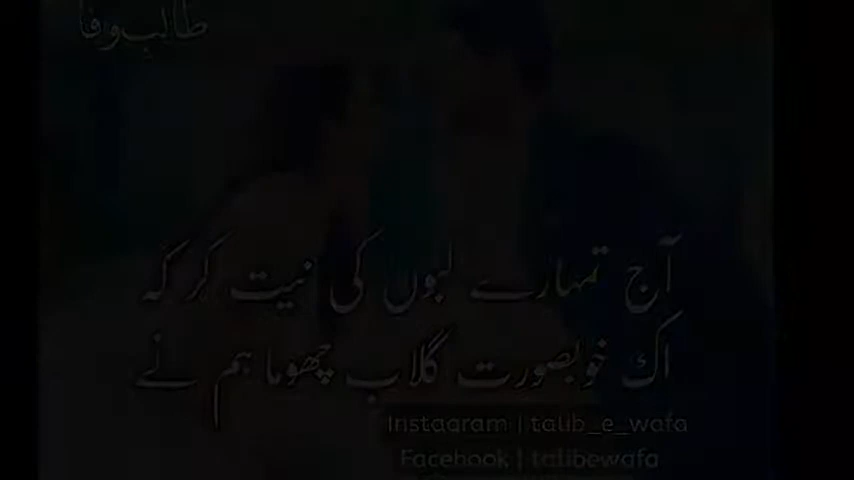 طالب وفا
آج تمہارے لبوں کی نیت کر کہ
اک خوبصورت گلاب چھوما ہم نے
Instagram | talib_e_wafa
Facebook | talibewafa